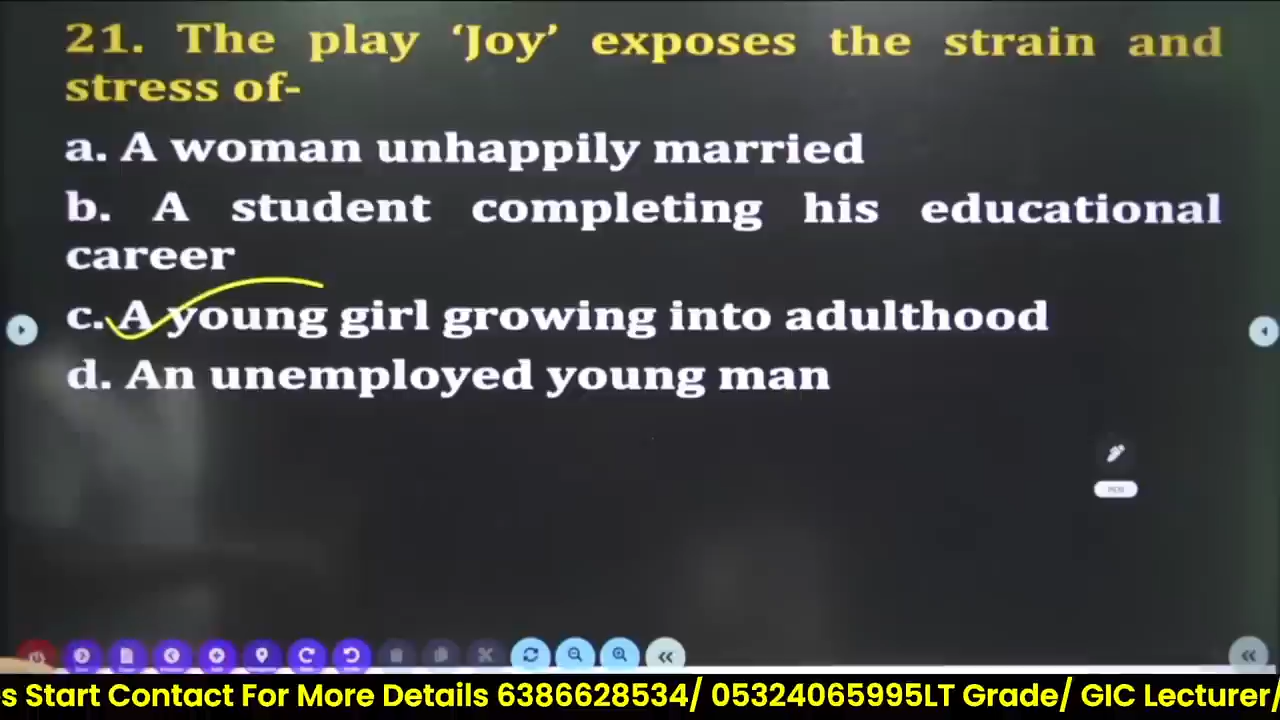 21. The play ‘Joy’ exposes the strain and
stress of-
a. A woman unhappily married
b. A student completing his educational
career
c. A young girl growing into adulthood
d. An unemployed young man
s Start Contact For More Details 6386628534/ 05324065995LT Grade/ GIC Lecturer/